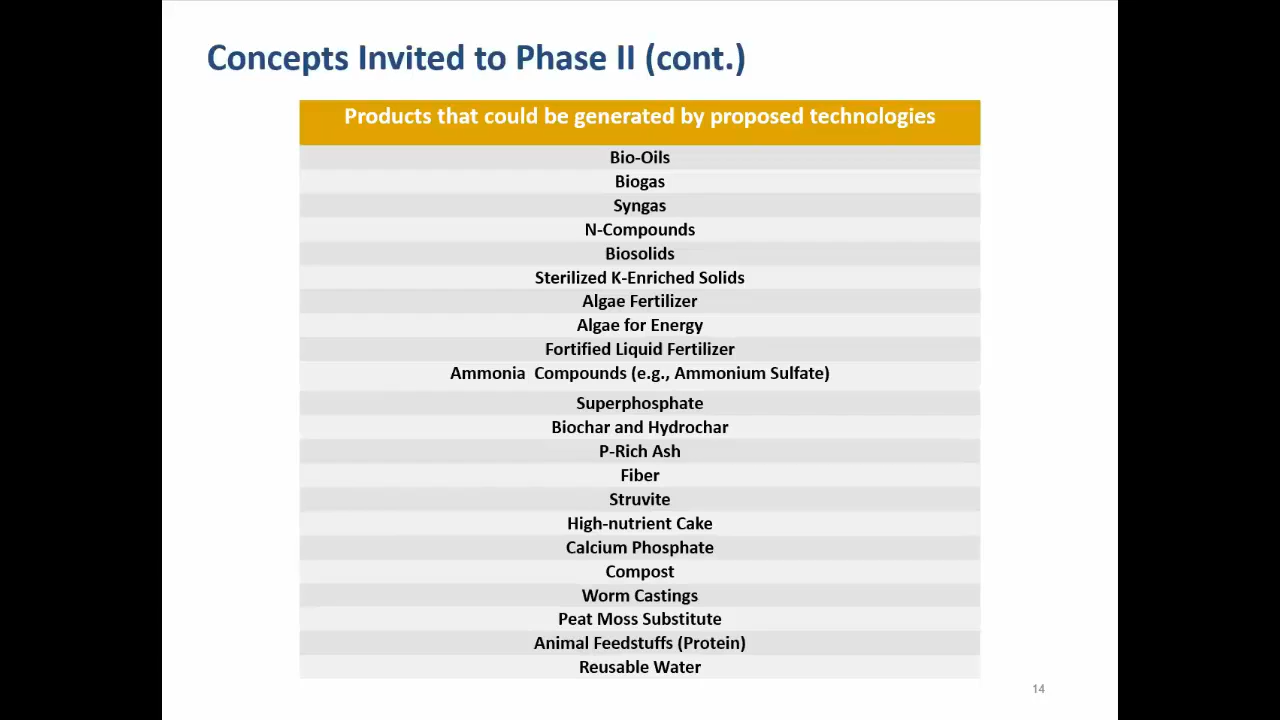 Concepts Invited to Phase II (cont.)
Products that could be generated by proposed technologies
Bio-Oils
Biogas
Syngas
N-Compounds
Biosolids
Sterilized K-Enriched Solids
Algae Fertilizer
Algae for Energy
Fortified Liquid Fertilizer
Ammonia  Compounds (e.g., Ammonium Sulfate)
Superphosphate
Biochar and Hydrochar
P-Rich Ash
Fiber
Struvite
High-nutrient Cake
Calcium Phosphate
Compost
Worm Castings
Peat Moss Substitute
Animal Feedstuffs (Protein)
Reusable Water
14